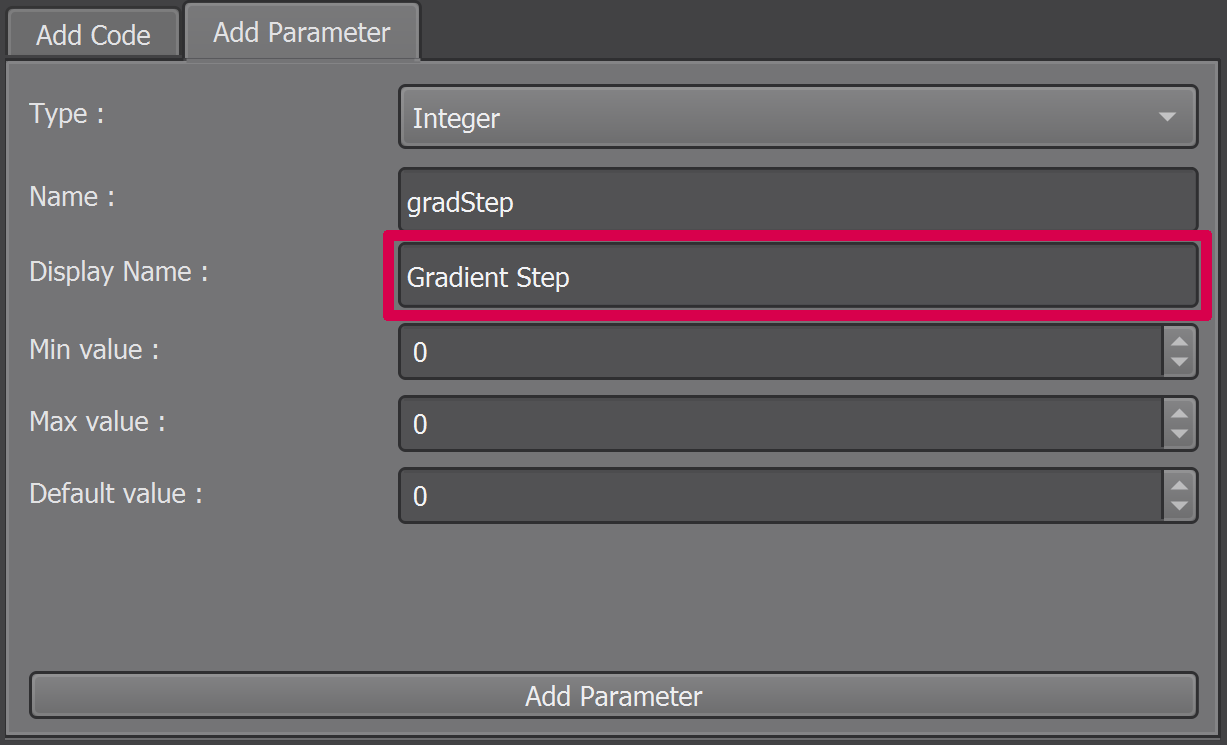 Add Code
Add Parameter
Type :
Integer
Name :
gradStep
Display Name :
Gradient Step
Min value :
0
Max value :
0
Default value :
0
Add Parameter